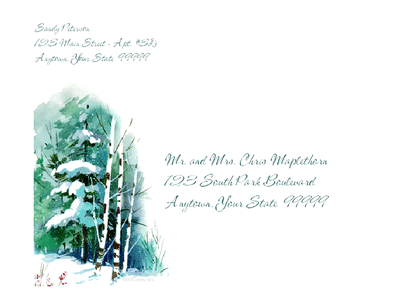 Sandy Peterson
123 Main Street - Apt. #52
Anytown, Your State 99999
Mr. and Mrs. Chris Maplethorn
123 South Park Boulevard
Anytown, Your State 99999